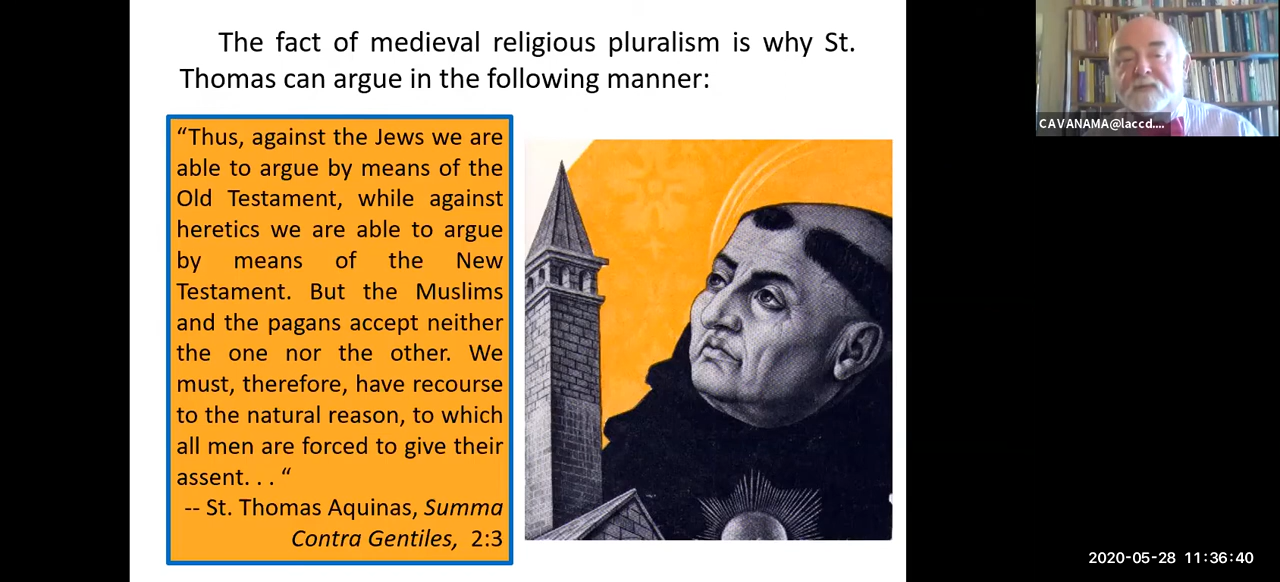 The fact of medieval religious pluralism is why St.
Thomas can argue in the following manner:
“Thus, against the Jews we are
able to argue by means of the
Old Testament, while against
heretics we are able to argue
by means of the New
Testament. But the Muslims
and the pagans accept neither
the one nor the other. We
must, therefore, have recourse
to the natural reason, to which
all men are forced to give their
assent. . . “
-- St. Thomas Aquinas, Summa
Contra Gentiles, 2:3
CAVANAMA@laccd....
2020-05-28 11:36:40